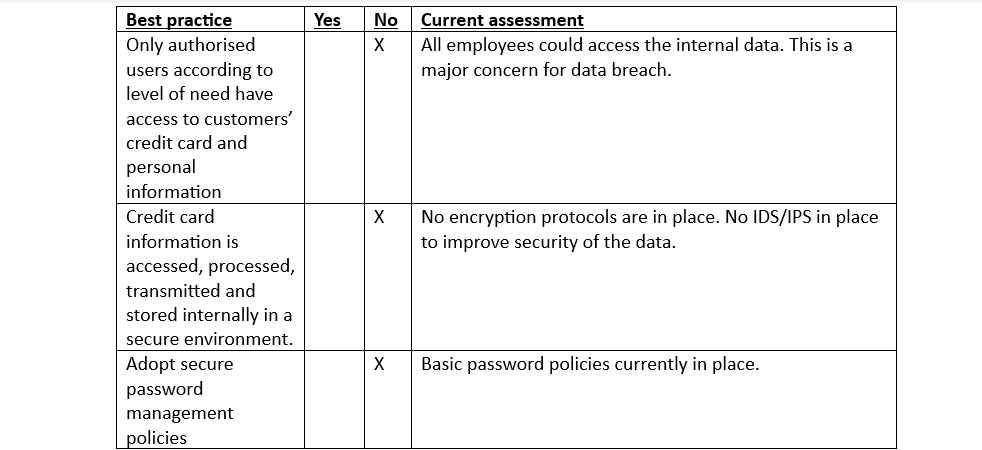 Best practice Yes No Current assessment
Only authorised
users according to
level of need have
access to customers’
credit card and
personal
information
X
All employees could access the internal data. This is a
major concern for data breach.
Credit card
information is
accessed, processed,
transmitted and
stored internally in a
secure environment.
X
No encryption protocols are in place. No IDS/IPS in place
to improve security of the data.
Adopt secure
password
management
policies
X
Basic password policies currently in place.